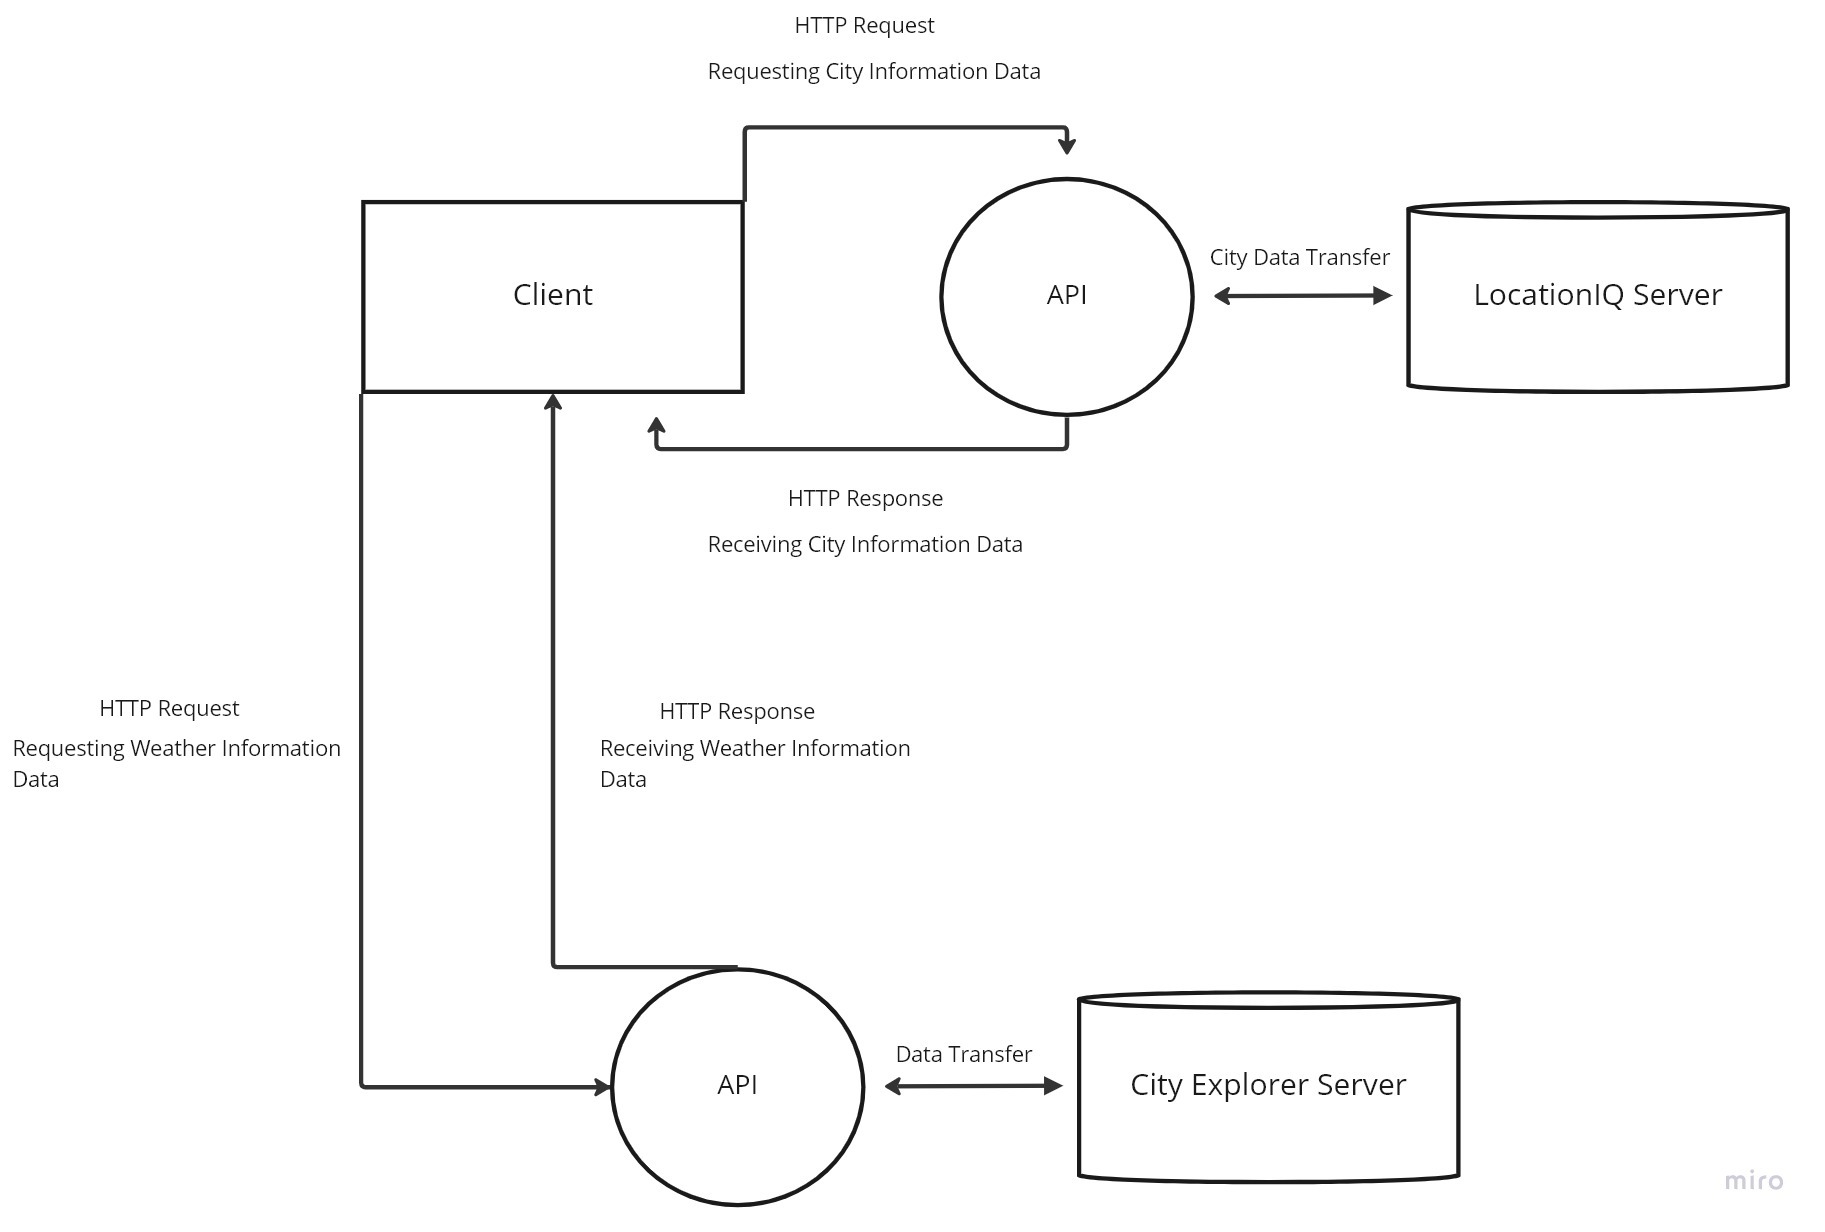 HTTP Request
Requesting City Information Data
Client
API
City Data Transfer
LocationIQ Server
HTTP Response
Receiving City Information Data
HTTP Request
Requesting Weather Information
Data
HTTP Response
Receiving Weather Information
Data
API
Data Transfer
City Explorer Server
miro